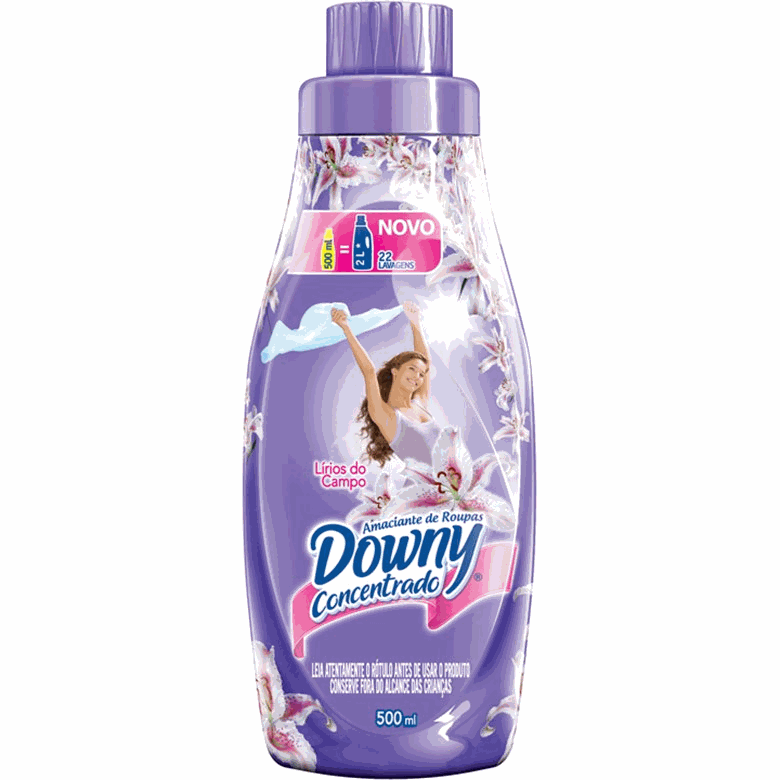 NOVO
500 ml = 2 L* 22
LAVAGENS
Lírios do
Campo
Amaciante de Roupas
Downy®
Concentrado
LEIA ATENTAMENTE O RÓTULO ANTES DE USAR O PRODUTO
CONSERVE FORA DO ALCANCE DAS CRIANÇAS
500 ml